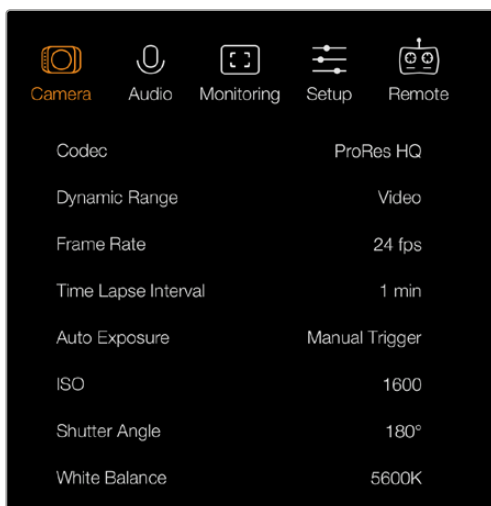 Camera Audio Monitoring Setup Remote
Codec ProRes HQ
Dynamic Range Video
Frame Rate 24 fps
Time Lapse Interval 1 min
Auto Exposure Manual Trigger
ISO 1600
Shutter Angle 180°
White Balance 5600K